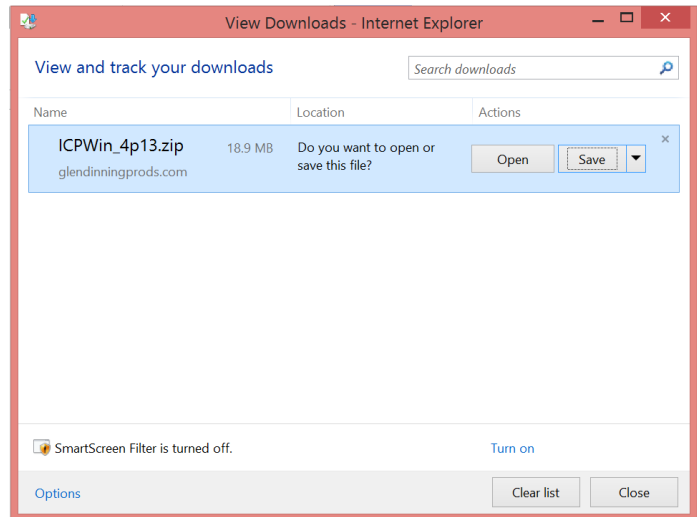 View Downloads - Internet Explorer
View and track your downloads
Search downloads
Name Location Actions
ICPWin_4p13.zip 18.9 MB Do you want to open or save this file? Open Save
glendinningprods.com
SmartScreen Filter is turned off. Turn on
Options Clear list Close